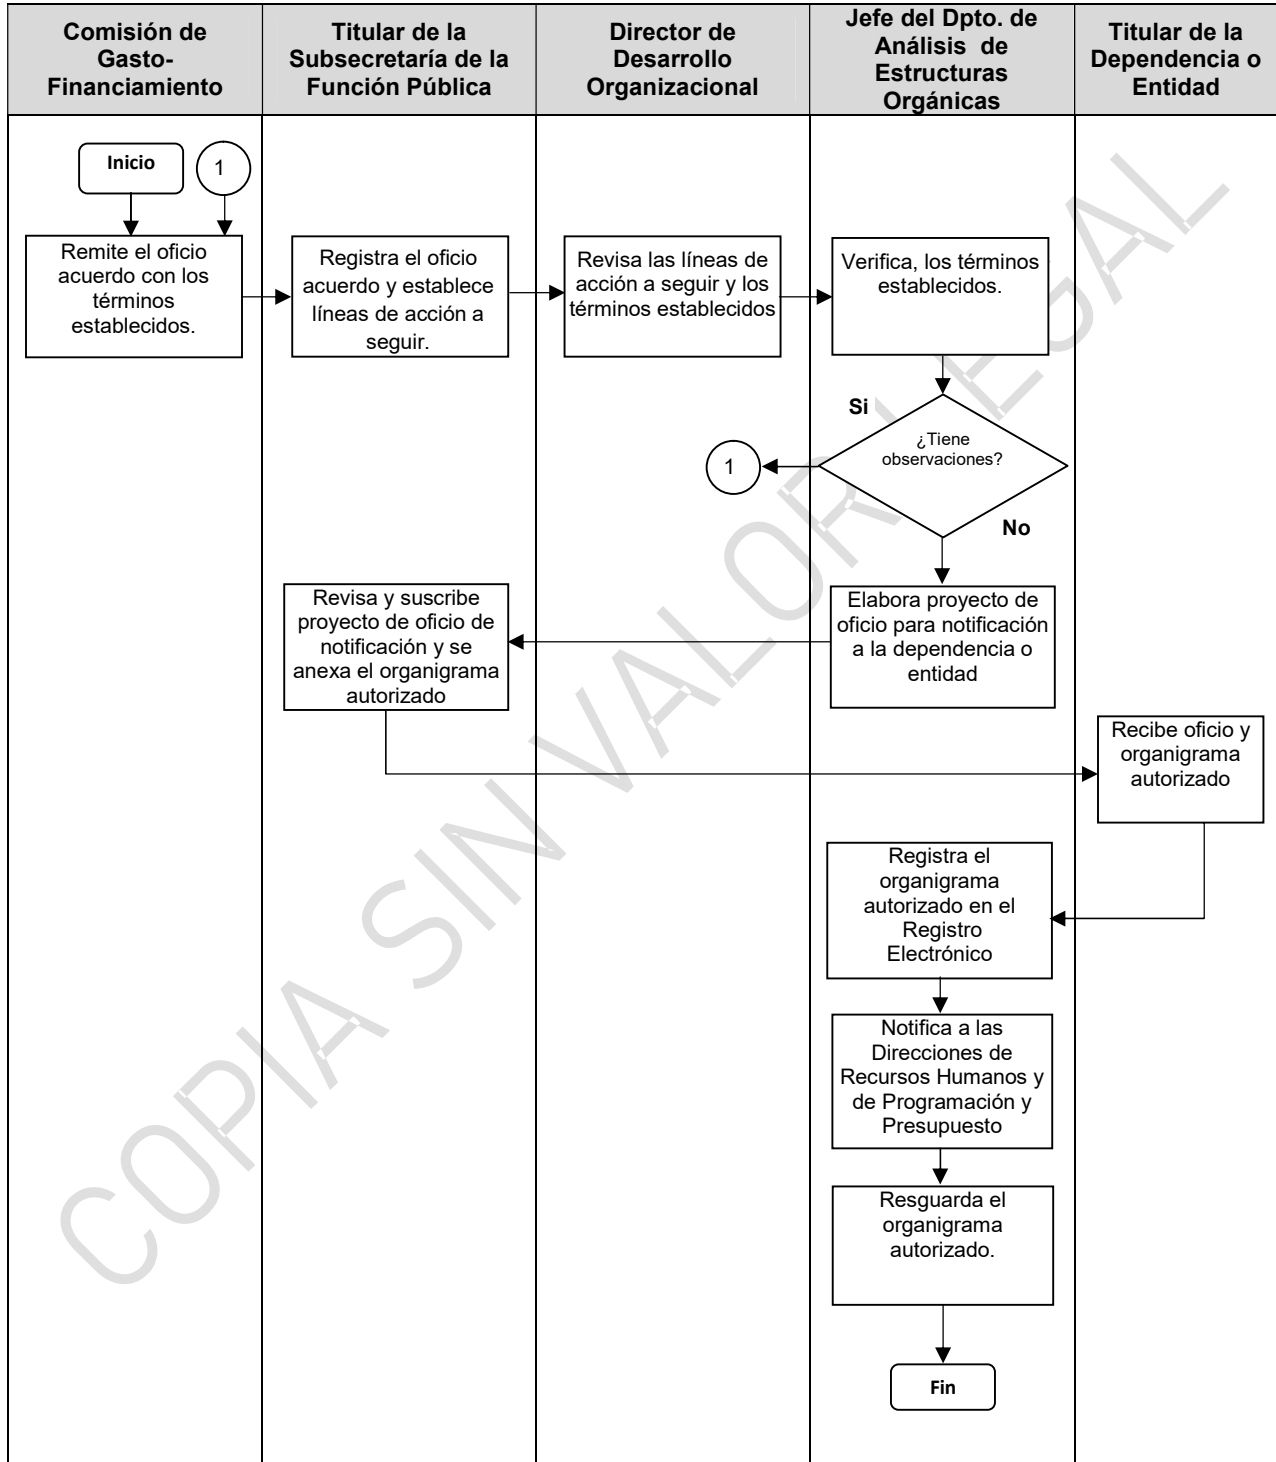 Comisión de
Gasto-
Financiamiento
Titular de la
Subsecretaría de la
Función Pública
Director de
Desarrollo
Organizacional
Jefe del Dpto. de
Análisis de
Estructuras
Orgánicas
Titular de la
Dependencia o
Entidad
Inicio
1
Remite el oficio
acuerdo con los
términos
establecidos.
Registra el oficio
acuerdo y establece
líneas de acción a
seguir.
Revisa las líneas de
acción a seguir y los
términos establecidos
Verifica, los términos
establecidos.
Si
¿Tiene
observaciones?
1
No
Elabora proyecto de
oficio para notificación
a la dependencia o
entidad
Revisa y suscribe
proyecto de oficio de
notificación y se
anexa el organigrama
autorizado
Recibe oficio y
organigrama
autorizado
Registra el
organigrama
autorizado en el
Registro
Electrónico
Notifica a las
Direcciones de
Recursos Humanos y
de Programación y
Presupuesto
Resguarda el
organigrama
autorizado.
Fin
COPIA SIN VALOR LEGAL